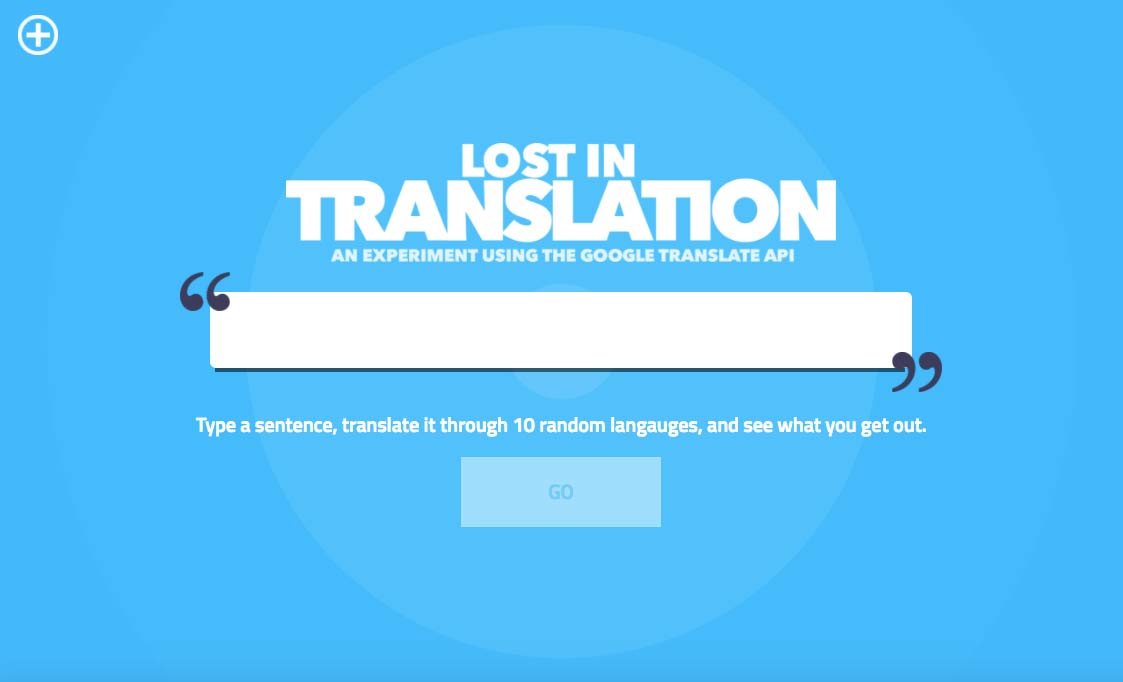 LOST IN
TRANSLATION
AN EXPERIMENT USING THE GOOGLE TRANSLATE API
“
”
Type a sentence, translate it through 10 random langauges, and see what you get out.
GO